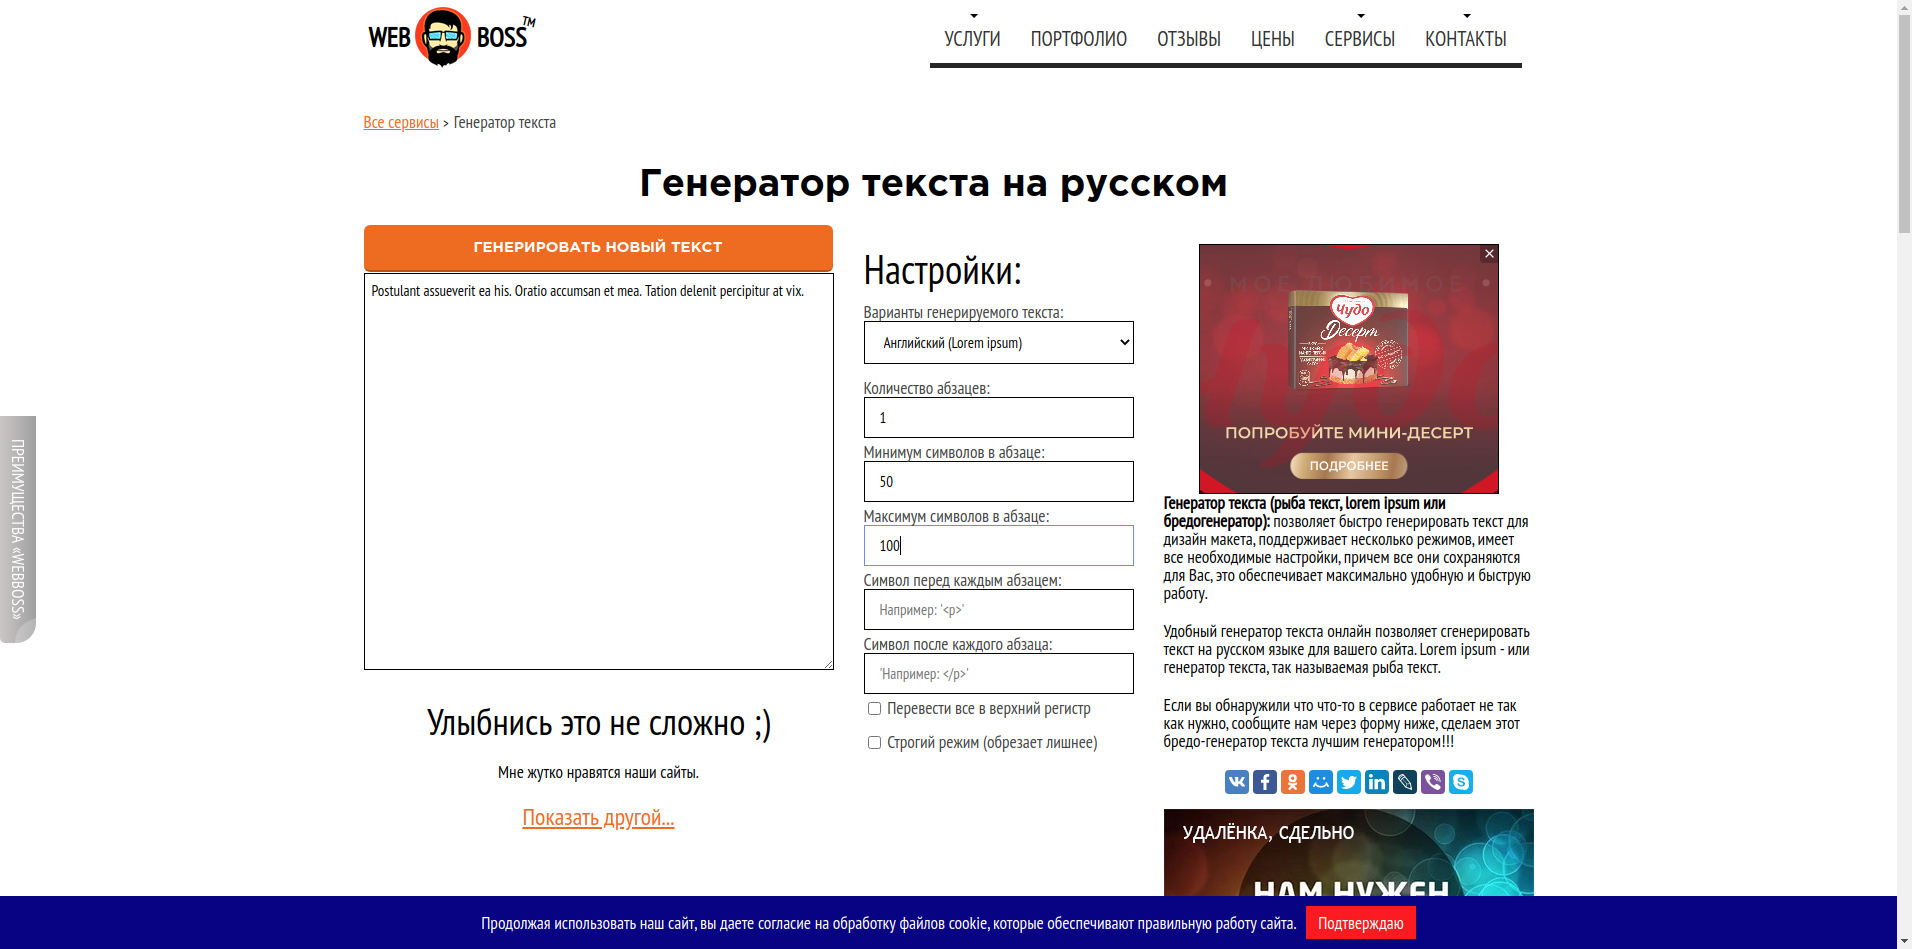 WEB BOSS TM
УСЛУГИ ПОРТФОЛИО ОТЗЫВЫ ЦЕНЫ СЕРВИСЫ КОНТАКТЫ
Все сервисы > Генератор текста
Генератор текста на русском
ГЕНЕРИРОВАТЬ НОВЫЙ ТЕКСТ
Postulant assueverit ea his. Oratio accumsan et mea. Tation delenit percipitur at vix.
Улыбнись это не сложно ;)
Мне жутко нравятся наши сайты.
Показать другой...
Настройки:
Варианты генерируемого текста:
Английский (Lorem ipsum)
Количество абзацев:
1
Минимум символов в абзаце:
50
Максимум символов в абзаце:
100
Символ перед каждым абзацем:
Например: '<p>'
Символ после каждого абзаца:
'Например: </p>'
Перевести все в верхний регистр
Строгий режим (обрезает лишнее)
МОЕ ЛЮБИМОЕ
Чудо
Десерт
ПОПРОБУЙТЕ МИНИ-ДЕСЕРТ
ПОДРОБНЕЕ
Генератор текста (рыба текст, lorem ipsum или
бредогенератор): позволяет быстро генерировать текст для
дизайн макета, поддерживает несколько режимов, имеет
все необходимые настройки, причем все они сохраняются
для Вас, это обеспечивает максимально удобную и быструю
работу.
Удобный генератор текста онлайн позволяет сгенерировать
текст на русском языке для вашего сайта. Lorem ipsum - или
генератор текста, так называемая рыба текст.
Если вы обнаружили что что-то в сервисе работает не так
как нужно, сообщите нам через форму ниже, сделаем этот
бредо-генератор текста лучшим генератором!!!
УДАЛЁНКА, СДЕЛЬНО
НАМ НУЖЕН
ПРЕИМУЩЕСТВА «WEBBOSS»
Продолжая использовать наш сайт, вы даете согласие на обработку файлов cookie, которые обеспечивают правильную работу сайта. Подтверждаю